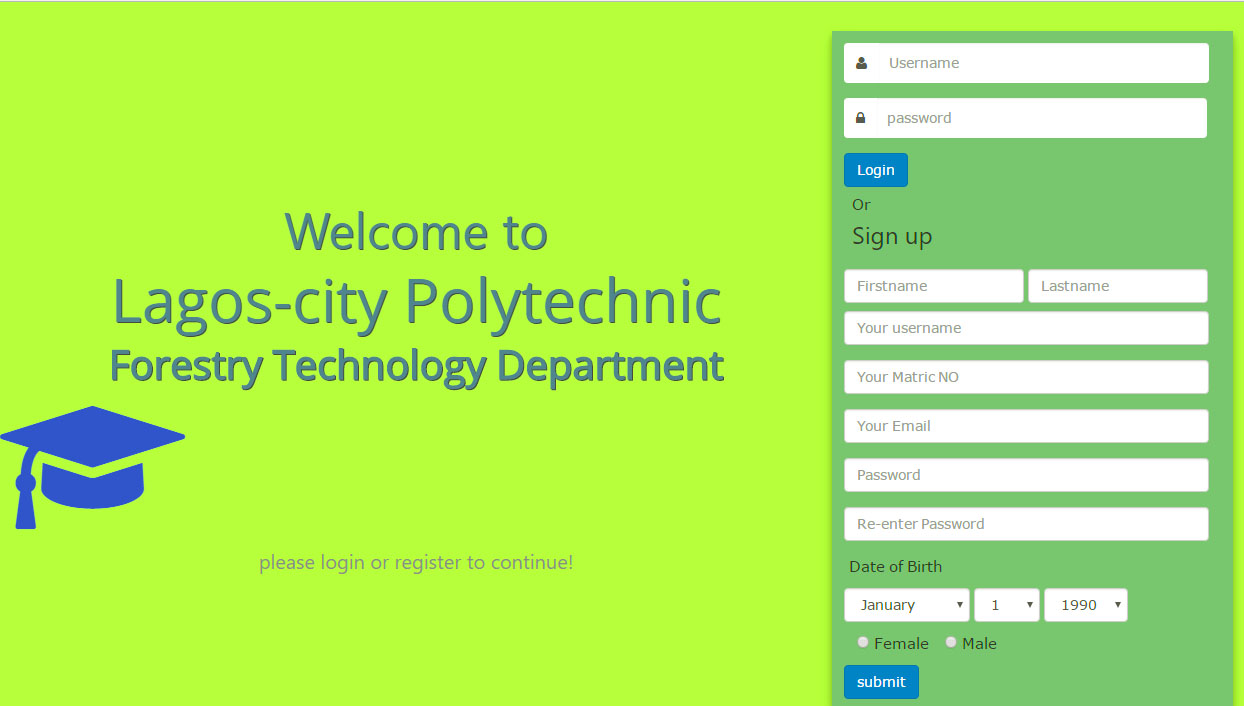 Welcome to
Lagos-city Polytechnic
Forestry Technology Department
please login or register to continue!
Username
password
Login
Or
Sign up
Firstname Lastname
Your username
Your Matric NO
Your Email
Password
Re-enter Password
Date of Birth
January 1 1990
Female Male
submit